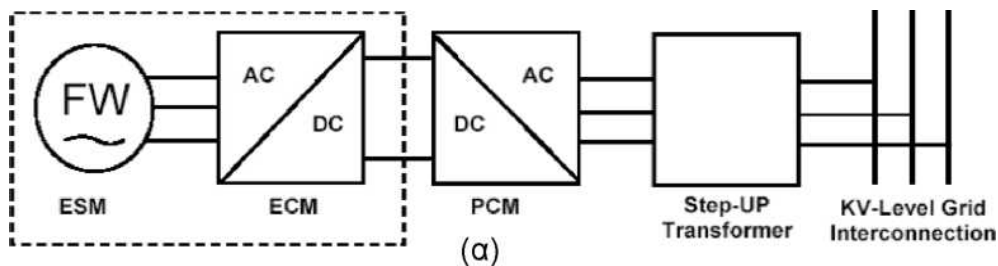 FW
AC
DC
AC
DC
ESM
ECM
PCM
Step-UP
Transformer
KV-Level Grid
Interconnection
(α)